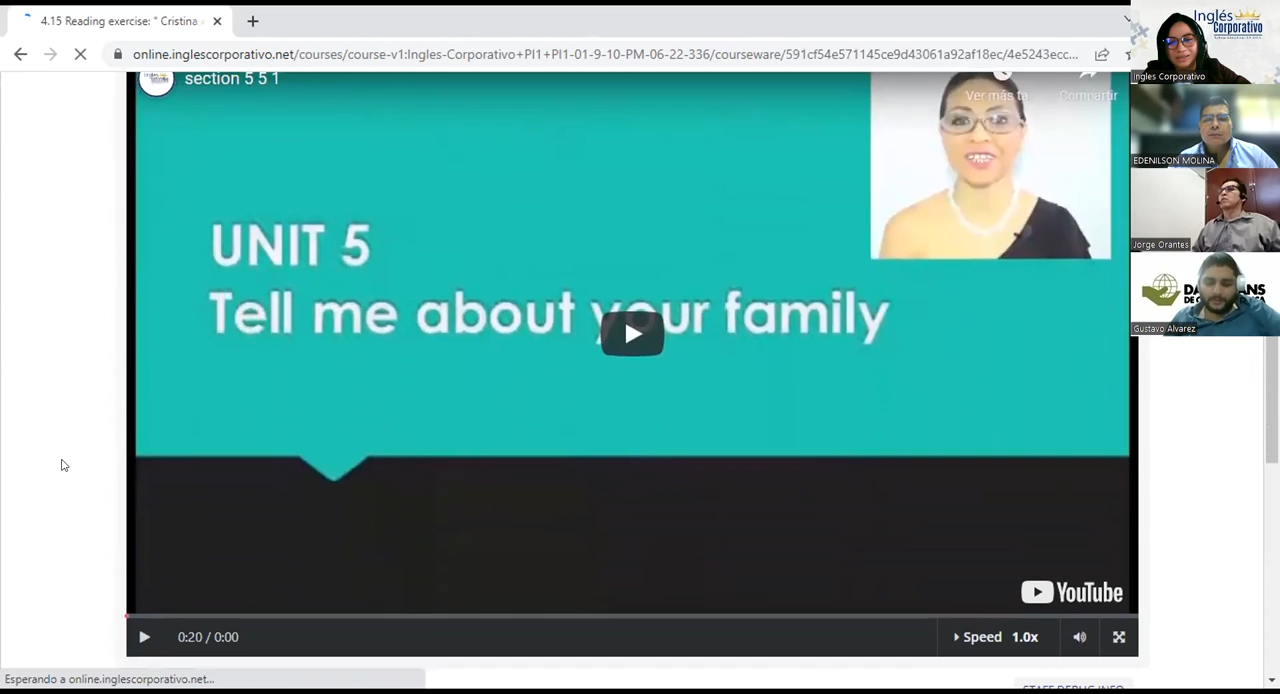 4.15 Reading exercise: " Cristina
online.inglescorporativo.net/courses/course-v1:Ingles-Corporativo+PI1+PI1-01-9-10-PM-06-22-336/courseware/591cf54e571145ce9d43061a92af18ec/4e5243ecc...
section 5 5 1
Ver más ta
Compartir
UNIT 5
Tell me about your family
YouTube
0:20 / 0:00
Speed 1.0x
Esperando a online.inglescorporativo.net...
STAFF DEBUG INFO
Inglés
Corporativo
Ingles Corporativo
EDENILSON MOLINA
Jorge Orantes
Gustavo Alvarez